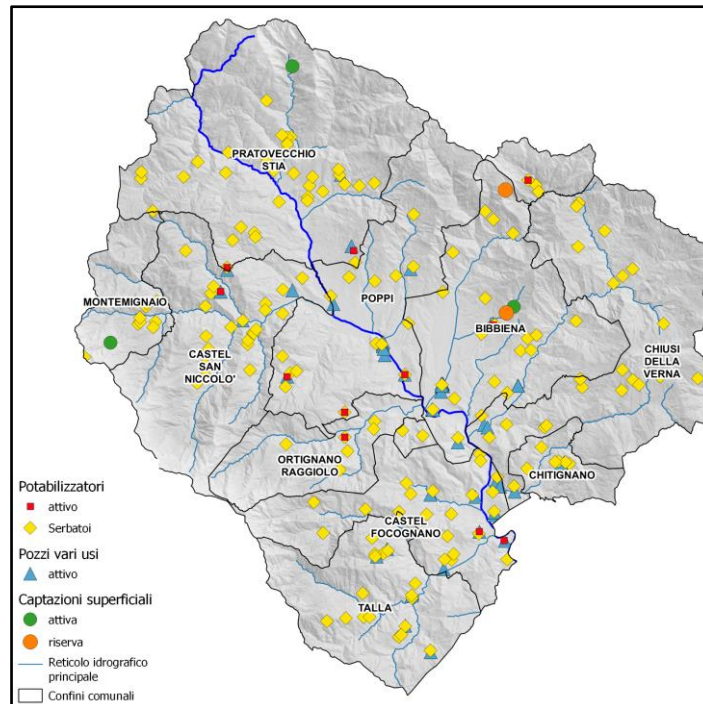 PRATOVECCHIO
STIA
MONTEMIGNAIO
POPPI
BIBBIENA
CASTEL
SAN
NICCOLO'
CHIUSI
DELLA
VERNA
ORTIGNANO
RAGGIOLO
CHITIGNANO
CASTEL
FOCOGNANO
TALLA
Potabilizzatori
attivo
Serbatoi
Pozzi vari usi
attivo
Captazioni superficiali
attiva
riserva
Reticolo idrografico
principale
Confini comunali